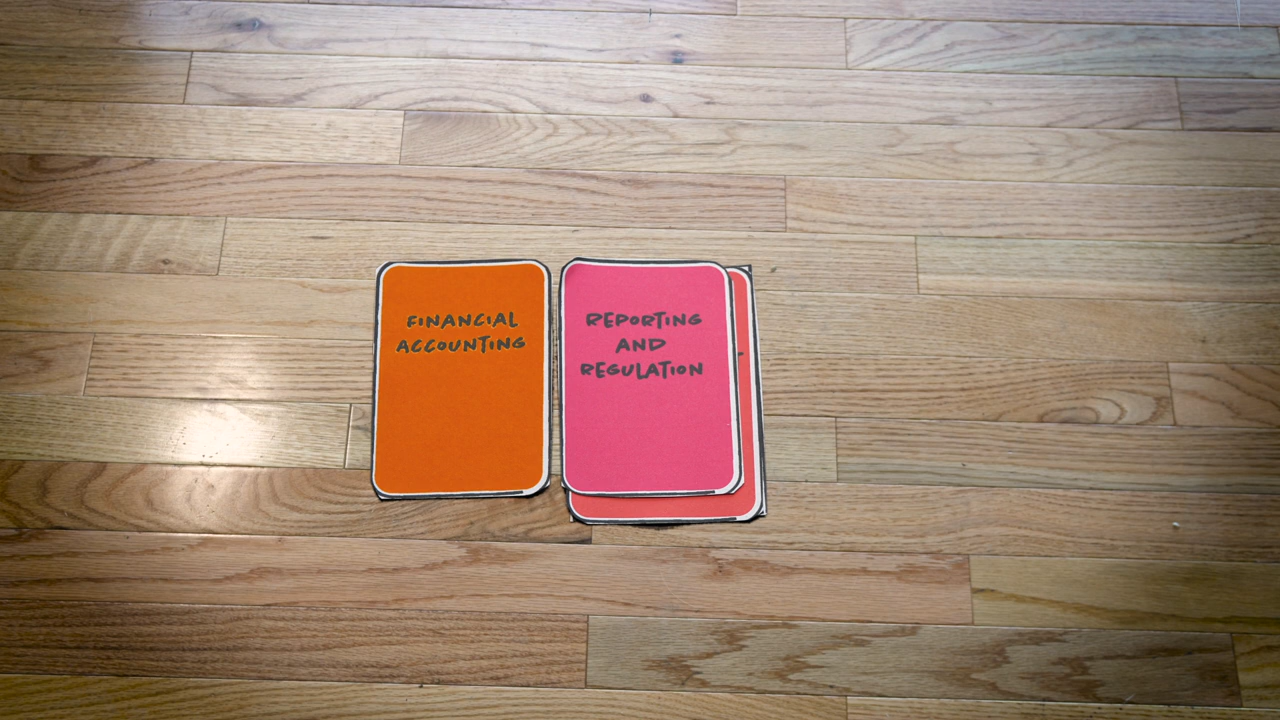 FINANCIAL
ACCOUNTING
REPORTING
AND
REGULATION